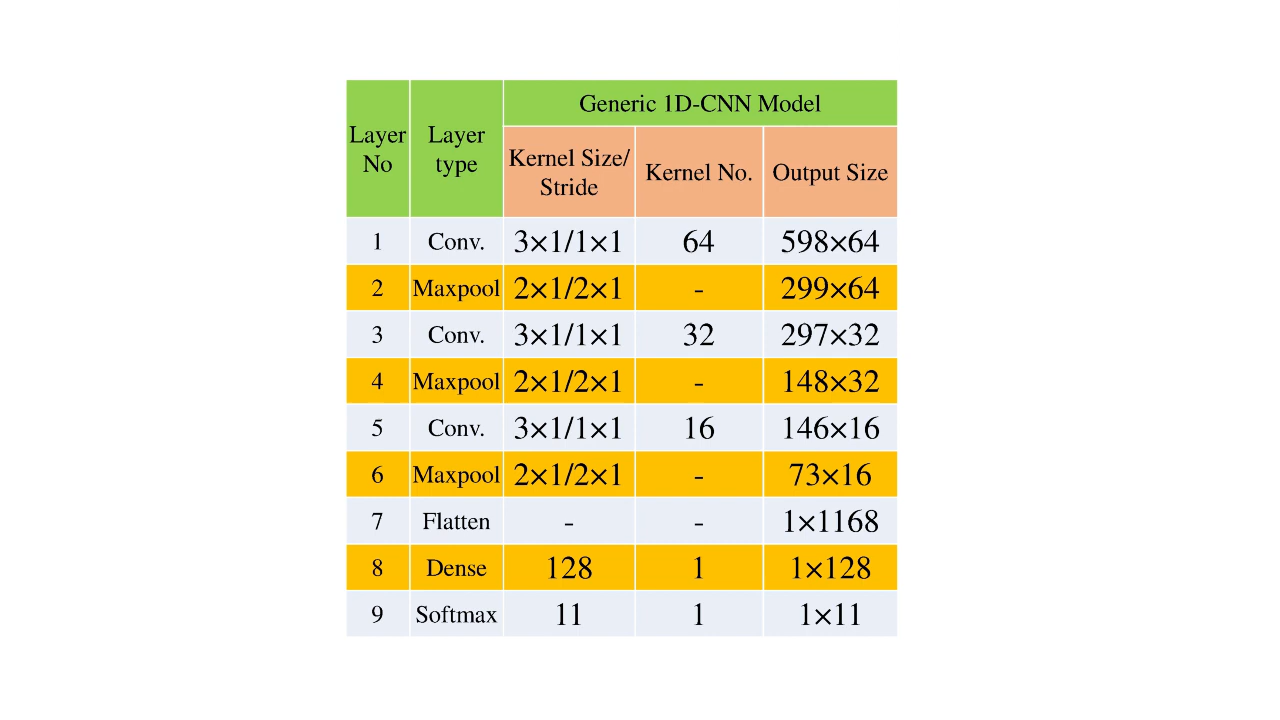 Generic 1D-CNN Model
Layer
No
Layer
type
Kernel Size/
Stride
Kernel No.
Output Size
1 Conv. 3×1/1×1 64 598×64
2 Maxpool 2×1/2×1 - 299×64
3 Conv. 3×1/1×1 32 297×32
4 Maxpool 2×1/2×1 - 148×32
5 Conv. 3×1/1×1 16 146×16
6 Maxpool 2×1/2×1 - 73×16
7 Flatten - - 1×1168
8 Dense 128 1 1×128
9 Softmax 11 1 1×11